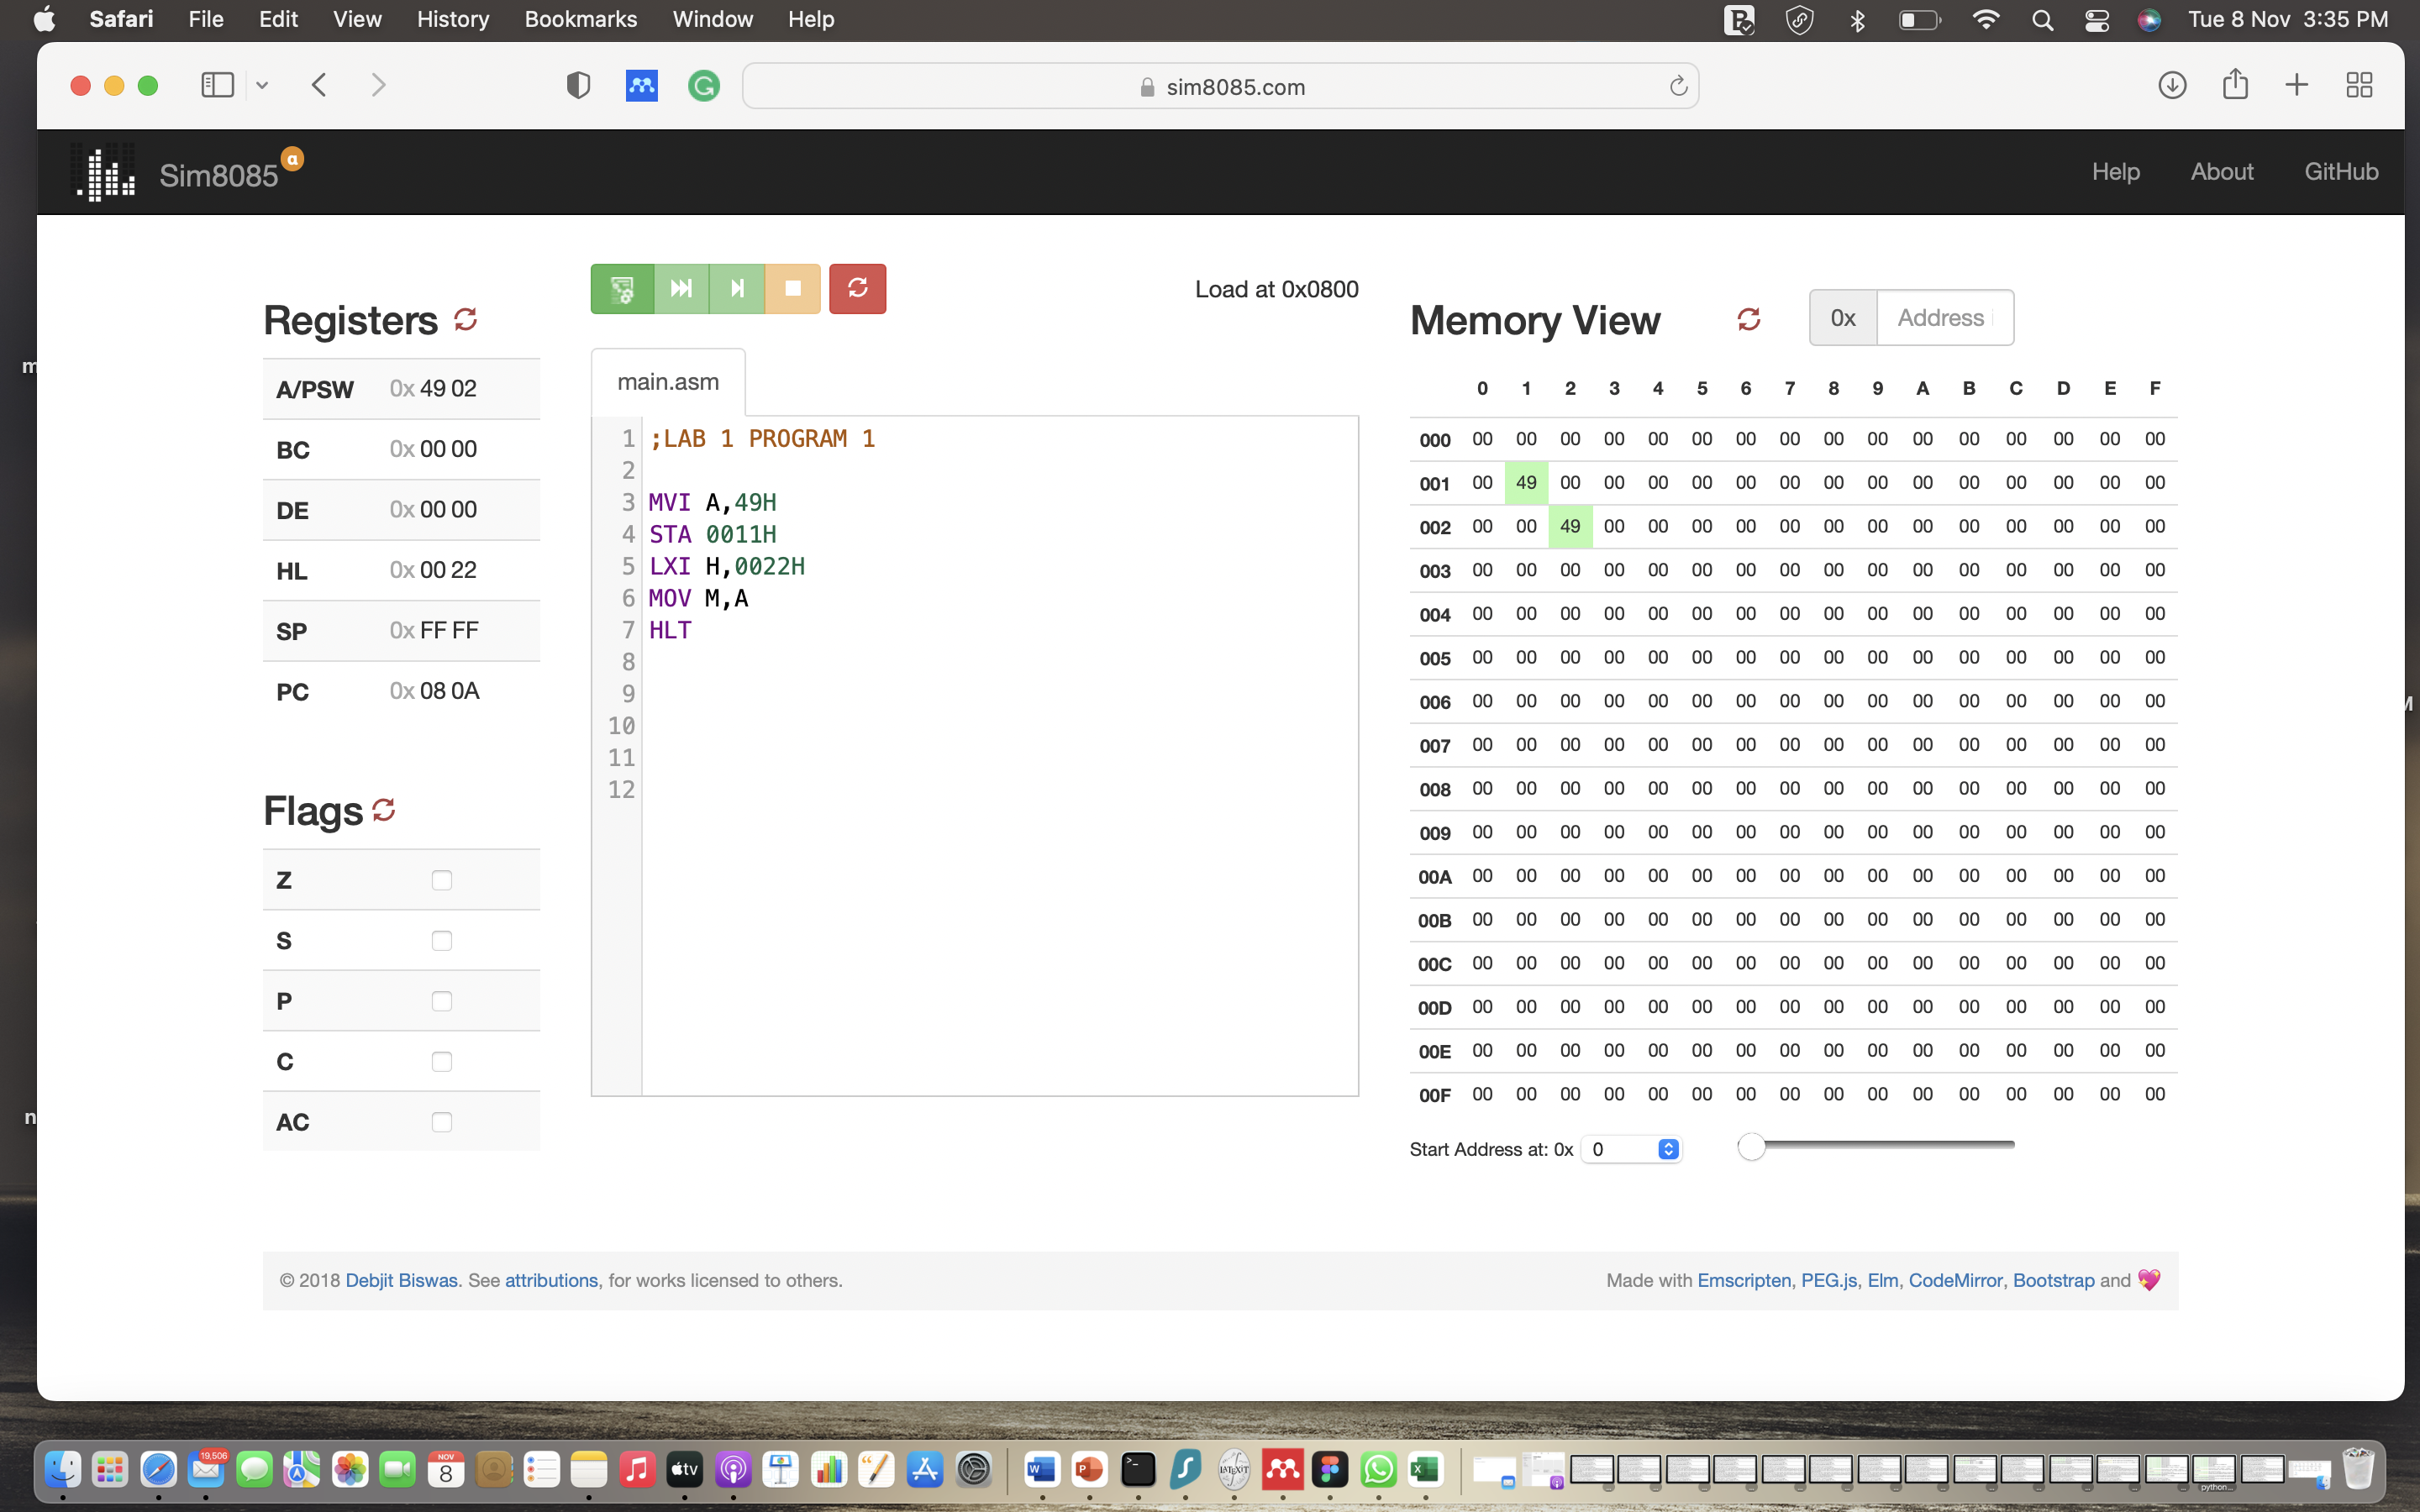 Safari File Edit View History Bookmarks Window Help Tue 8 Nov 3:35 PM
sim8085.com
Sim8085 α Help About GitHub
Load at 0x0800
Registers
A/PSW 0x 49 02
BC 0x 00 00
DE 0x 00 00
HL 0x 00 22
SP 0x FF FF
PC 0x 08 0A
Flags
Z
S
P
C
AC
main.asm
1 ;LAB 1 PROGRAM 1
2
3 MVI A,49H
4 STA 0011H
5 LXI H,0022H
6 MOV M,A
7 HLT
8
9
10
11
12
Memory View 0x Address
0 1 2 3 4 5 6 7 8 9 A B C D E F
000 00 00 00 00 00 00 00 00 00 00 00 00 00 00 00 00
001 00 49 00 00 00 00 00 00 00 00 00 00 00 00 00 00
002 00 00 49 00 00 00 00 00 00 00 00 00 00 00 00 00
003 00 00 00 00 00 00 00 00 00 00 00 00 00 00 00 00
004 00 00 00 00 00 00 00 00 00 00 00 00 00 00 00 00
005 00 00 00 00 00 00 00 00 00 00 00 00 00 00 00 00
006 00 00 00 00 00 00 00 00 00 00 00 00 00 00 00 00
007 00 00 00 00 00 00 00 00 00 00 00 00 00 00 00 00
008 00 00 00 00 00 00 00 00 00 00 00 00 00 00 00 00
009 00 00 00 00 00 00 00 00 00 00 00 00 00 00 00 00
00A 00 00 00 00 00 00 00 00 00 00 00 00 00 00 00 00
00B 00 00 00 00 00 00 00 00 00 00 00 00 00 00 00 00
00C 00 00 00 00 00 00 00 00 00 00 00 00 00 00 00 00
00D 00 00 00 00 00 00 00 00 00 00 00 00 00 00 00 00
00E 00 00 00 00 00 00 00 00 00 00 00 00 00 00 00 00
00F 00 00 00 00 00 00 00 00 00 00 00 00 00 00 00 00
Start Address at: 0x 0
© 2018 Debjit Biswas. See attributions, for works licensed to others.
Made with Emscripten, PEG.js, Elm, CodeMirror, Bootstrap and 💖
19,506
NOV
8
tv
python...